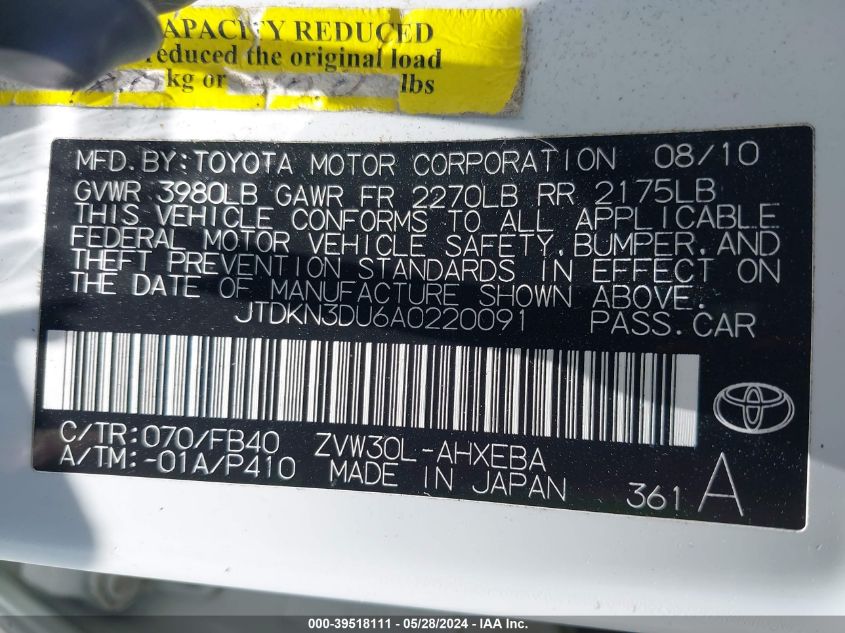 APACITY REDUCED
reduced the original load
kg or lbs
MFD.BY:TOYOTA MOTOR CORPORATION 08/10
GVWR 3980LB GAWR FR 2270LB RR 2175LB
THIS VEHICLE CONFORMS TO ALL APPLICABLE
FEDERAL MOTOR VEHICLE SAFETY,BUMPER,AND
THEFT PREVENTION STANDARDS IN EFFECT ON
THE DATE OF MANUFACTURE SHOWN ABOVE.
JTDKN3DU6A0220091 PASS.CAR
C/TR:070/FB40 ZVW30L-AHXEBA
A/TM:-01A/P410 MADE IN JAPAN
361 A
000-39518111 - 05/28/2024 - IAA Inc.